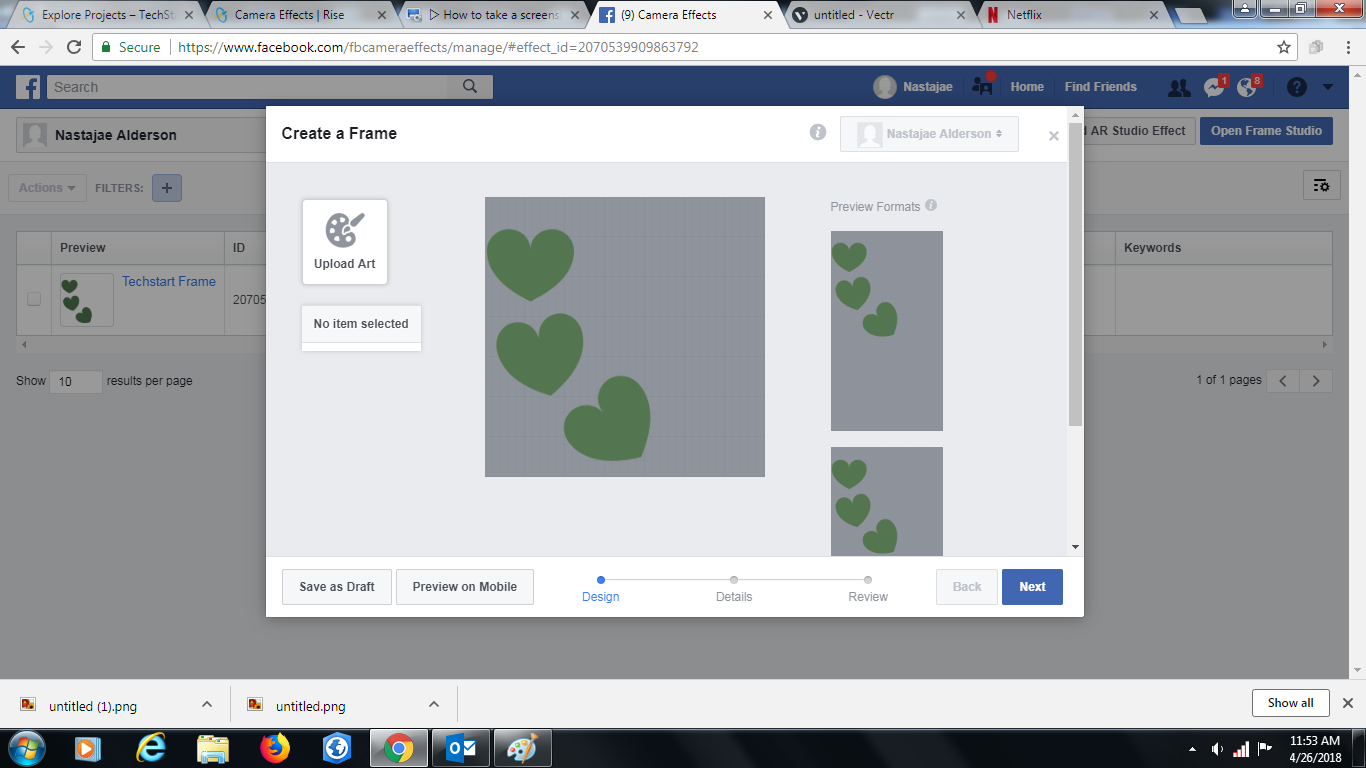 Explore Projects – TechSta
Camera Effects | Rise
▷ How to take a screens
(9) Camera Effects
untitled - Vectr
Netflix
Secure
https://www.facebook.com/fbcameraeffects/manage/#effect_id=2070539909863792
Search
Nastajae
Home
Find Friends
1
8
?
Nastajae Alderson
AR Studio Effect
Open Frame Studio
Create a Frame
Nastajae Alderson
Actions
FILTERS:
+
Upload Art
No item selected
Preview Formats
Preview
ID
Keywords
Techstart Frame
20705
Show 10 results per page
1 of 1 pages
Save as Draft
Preview on Mobile
Design
Details
Review
Back
Next
untitled (1).png
untitled.png
Show all
11:53 AM
4/26/2018